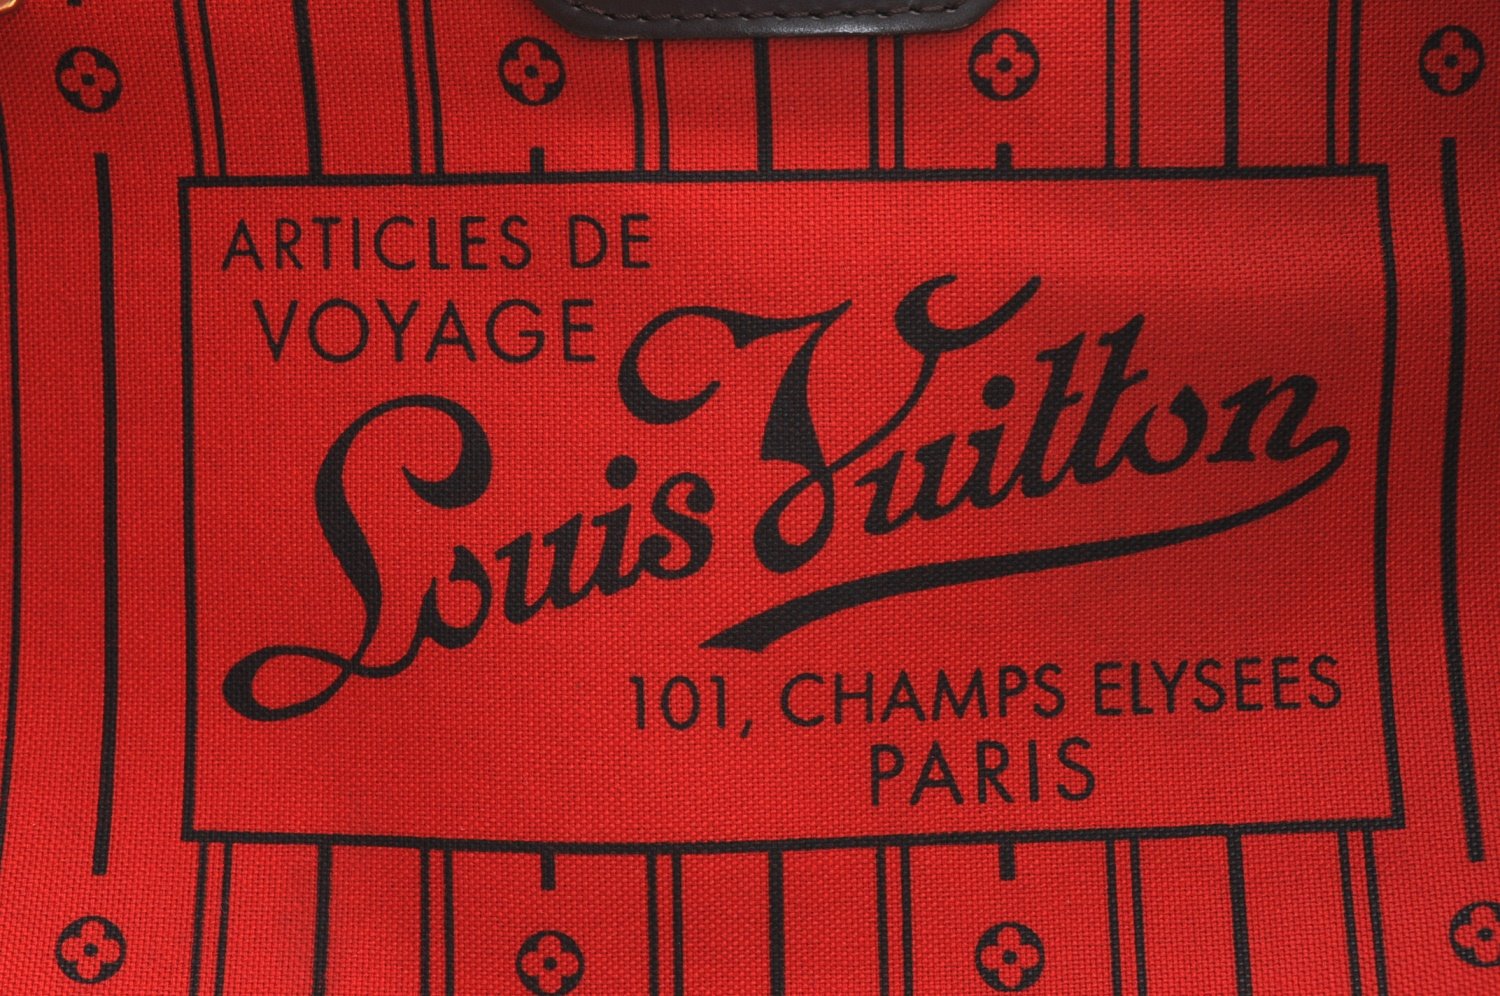 ARTICLES DE
VOYAGE
Louis Vuitton
101, CHAMPS ELYSEES
PARIS